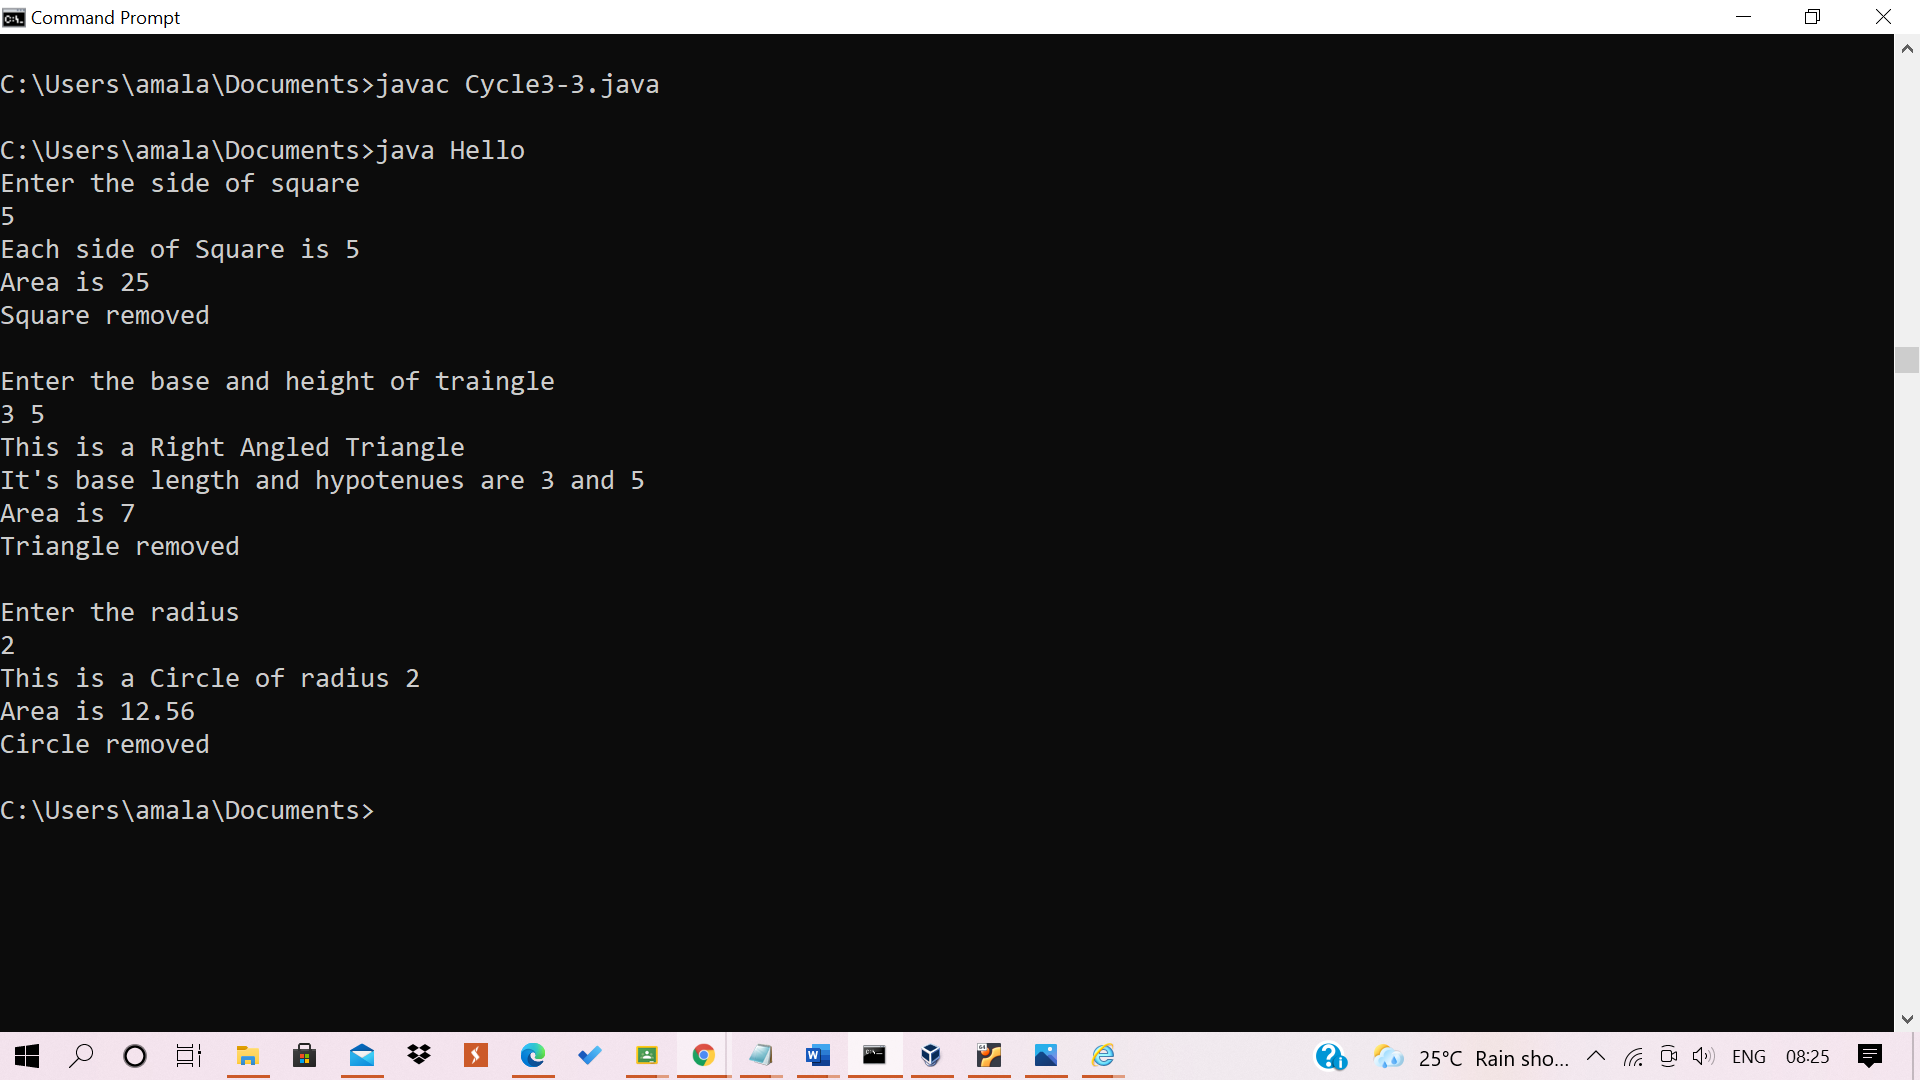 Command Prompt
C:\Users\amala\Documents>javac Cycle3-3.java
C:\Users\amala\Documents>java Hello
Enter the side of square
5
Each side of Square is 5
Area is 25
Square removed
Enter the base and height of traingle
3 5
This is a Right Angled Triangle
It's base length and hypotenues are 3 and 5
Area is 7
Triangle removed
Enter the radius
2
This is a Circle of radius 2
Area is 12.56
Circle removed
C:\Users\amala\Documents>
25°C Rain sho... ENG 08:25